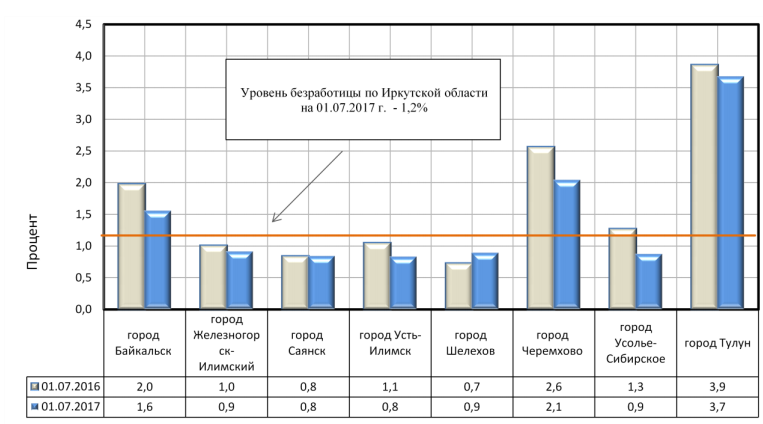 4,5
4,0
3,5
3,0
2,5
2,0
1,5
1,0
0,5
0,0
Процент
Уровень безработицы по Иркутской области
на 01.07.2017 г. - 1,2%
город
Байкальск
город
Железногор
ск-
Илимский
город
Саянск
город Усть-
Илимск
город
Шелехов
город
Черемхово
город
Усолье-
Сибирское
город Тулун
01.07.2016 2,0 1,0 0,8 1,1 0,7 2,6 1,3 3,9
01.07.2017 1,6 0,9 0,8 0,8 0,9 2,1 0,9 3,7